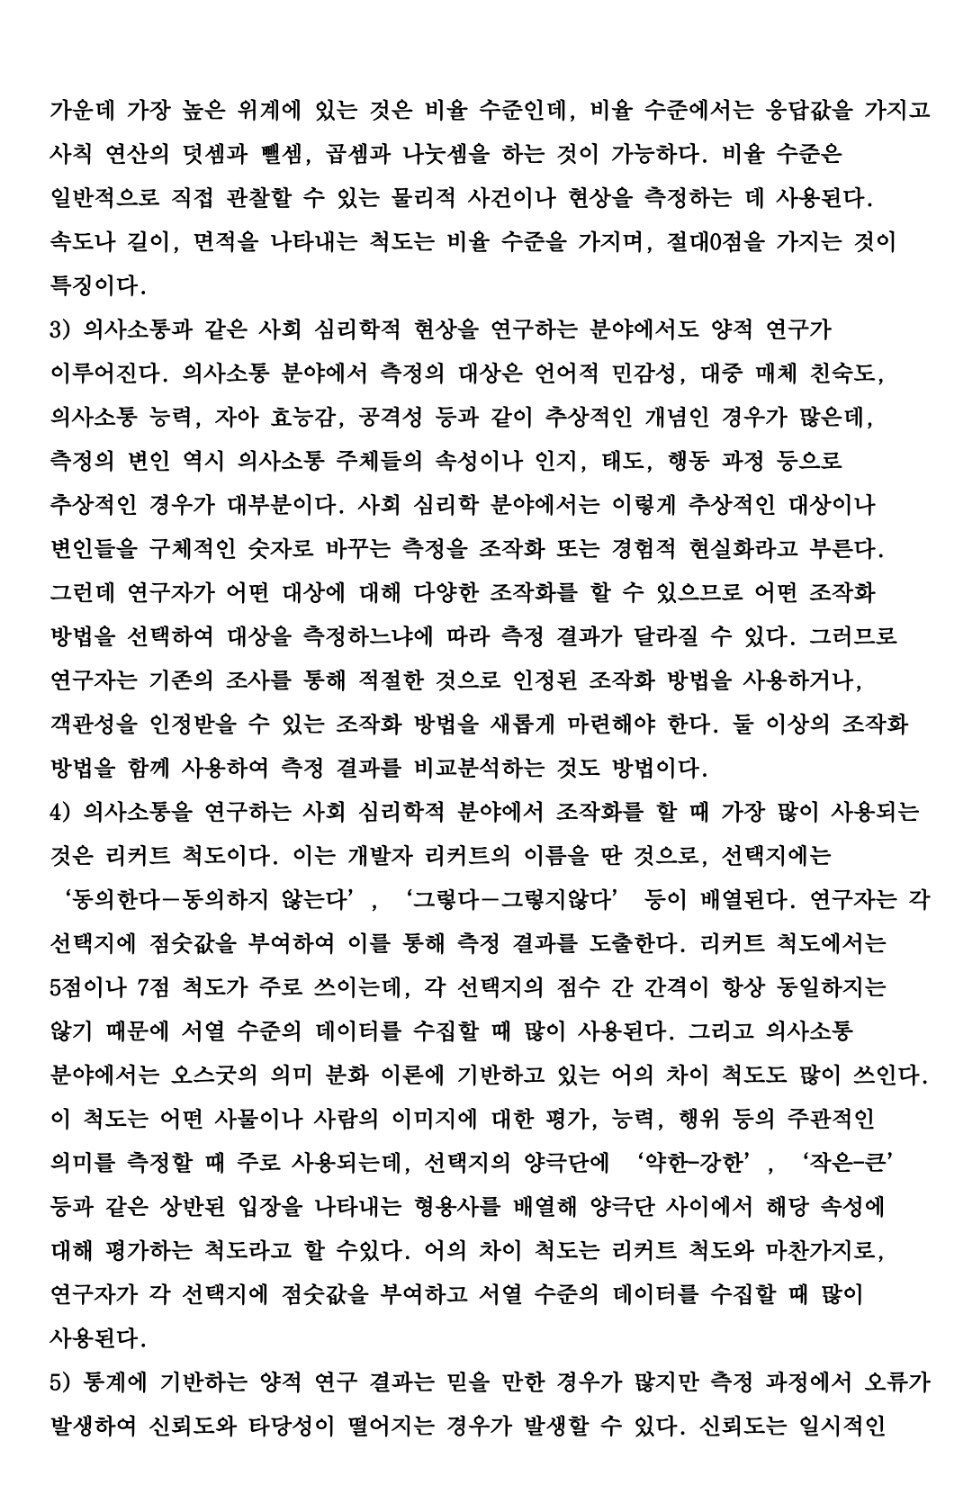 가운데 가장 높은 위계에 있는 것은 비율 수준인데, 비율 수준에서는 응답값을 가지고
사칙 연산의 덧셈과 뺄셈, 곱셈과 나눗셈을 하는 것이 가능하다. 비율 수준은
일반적으로 직접 관찰할 수 있는 물리적 사건이나 현상을 측정하는 데 사용된다.
속도나 길이, 면적을 나타내는 척도는 비율 수준을 가지며, 절대0점을 가지는 것이
특징이다.
3) 의사소통과 같은 사회 심리학적 현상을 연구하는 분야에서도 양적 연구가
이루어진다. 의사소통 분야에서 측정의 대상은 언어적 민감성, 대중 매체 친숙도,
의사소통 능력, 자아 효능감, 공격성 등과 같이 추상적인 개념인 경우가 많은데,
측정의 변인 역시 의사소통 주체들의 속성이나 인지, 태도, 행동 과정 등으로
추상적인 경우가 대부분이다. 사회 심리학 분야에서는 이렇게 추상적인 대상이나
변인들을 구체적인 숫자로 바꾸는 측정을 조작화 또는 경험적 현실화라고 부른다.
그런데 연구자가 어떤 대상에 대해 다양한 조작화를 할 수 있으므로 어떤 조작화
방법을 선택하여 대상을 측정하느냐에 따라 측정 결과가 달라질 수 있다. 그러므로
연구자는 기존의 조사를 통해 적절한 것으로 인정된 조작화 방법을 사용하거나,
객관성을 인정받을 수 있는 조작화 방법을 새롭게 마련해야 한다. 둘 이상의 조작화
방법을 함께 사용하여 측정 결과를 비교분석하는 것도 방법이다.
4) 의사소통을 연구하는 사회 심리학적 분야에서 조작화를 할 때 가장 많이 사용되는
것은 리커트 척도이다. 이는 개발자 리커트의 이름을 딴 것으로, 선택지에는
‘동의한다—동의하지 않는다’, ‘그렇다—그렇지않다’ 등이 배열된다. 연구자는 각
선택지에 점숫값을 부여하여 이를 통해 측정 결과를 도출한다. 리커트 척도에서는
5점이나 7점 척도가 주로 쓰이는데, 각 선택지의 점수 간 간격이 항상 동일하지는
않기 때문에 서열 수준의 데이터를 수집할 때 많이 사용된다. 그리고 의사소통
분야에서는 오스굿의 의미 분화 이론에 기반하고 있는 어의 차이 척도도 많이 쓰인다.
이 척도는 어떤 사물이나 사람의 이미지에 대한 평가, 능력, 행위 등의 주관적인
의미를 측정할 때 주로 사용되는데, 선택지의 양극단에 ‘약한-강한’, ‘작은-큰’
등과 같은 상반된 입장을 나타내는 형용사를 배열해 양극단 사이에서 해당 속성에
대해 평가하는 척도라고 할 수있다. 어의 차이 척도는 리커트 척도와 마찬가지로,
연구자가 각 선택지에 점숫값을 부여하고 서열 수준의 데이터를 수집할 때 많이
사용된다.
5) 통계에 기반하는 양적 연구 결과는 믿을 만한 경우가 많지만 측정 과정에서 오류가
발생하여 신뢰도와 타당성이 떨어지는 경우가 발생할 수 있다. 신뢰도는 일시적인